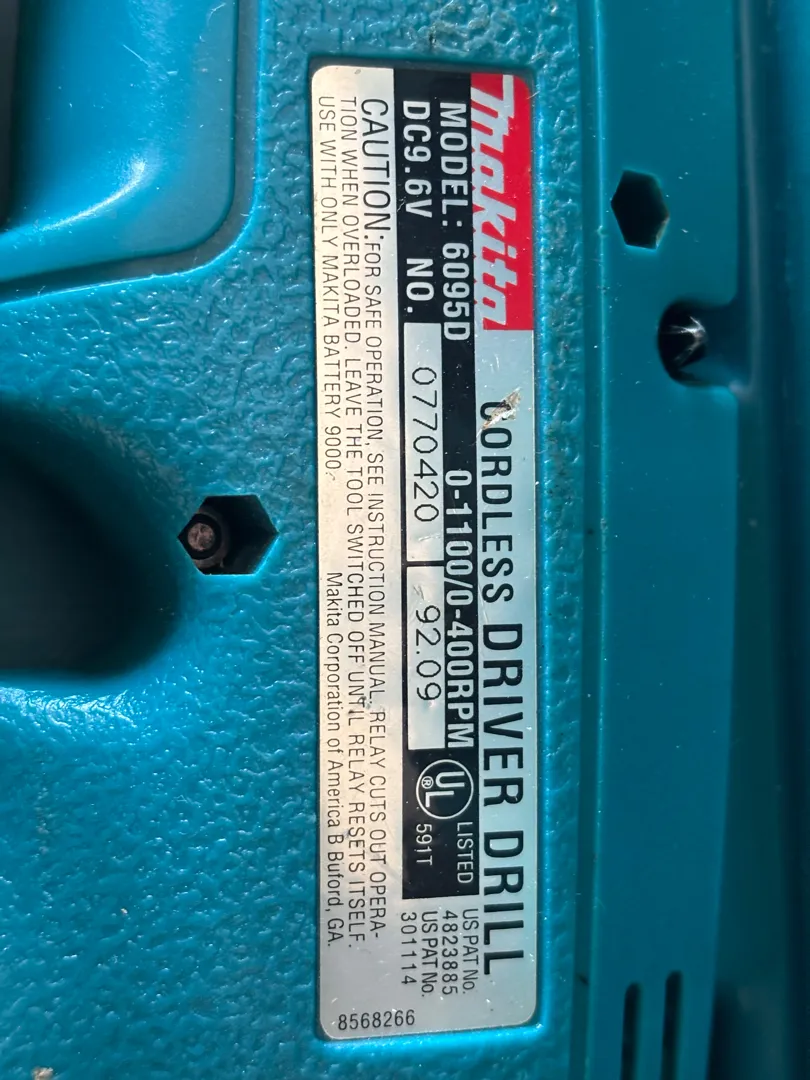 Makita
CORDLESS DRIVER DRILL
MODEL: 6095D 0-1100/0-400RPM
DC9.6V NO. 0770420 92.09
UL ® LISTED 591T
US PAT No. 4823885
US PAT No. 301114
CAUTION: FOR SAFE OPERATION, SEE INSTRUCTION MANUAL, RELAY CUTS OUT OPERA-
TION WHEN OVERLOADED. LEAVE THE TOOL SWITCHED OFF UNTIL RELAY RESETS ITSELF.
USE WITH ONLY MAKITA BATTERY 9000.
Makita Corporation of America B Buford, GA.
8568266